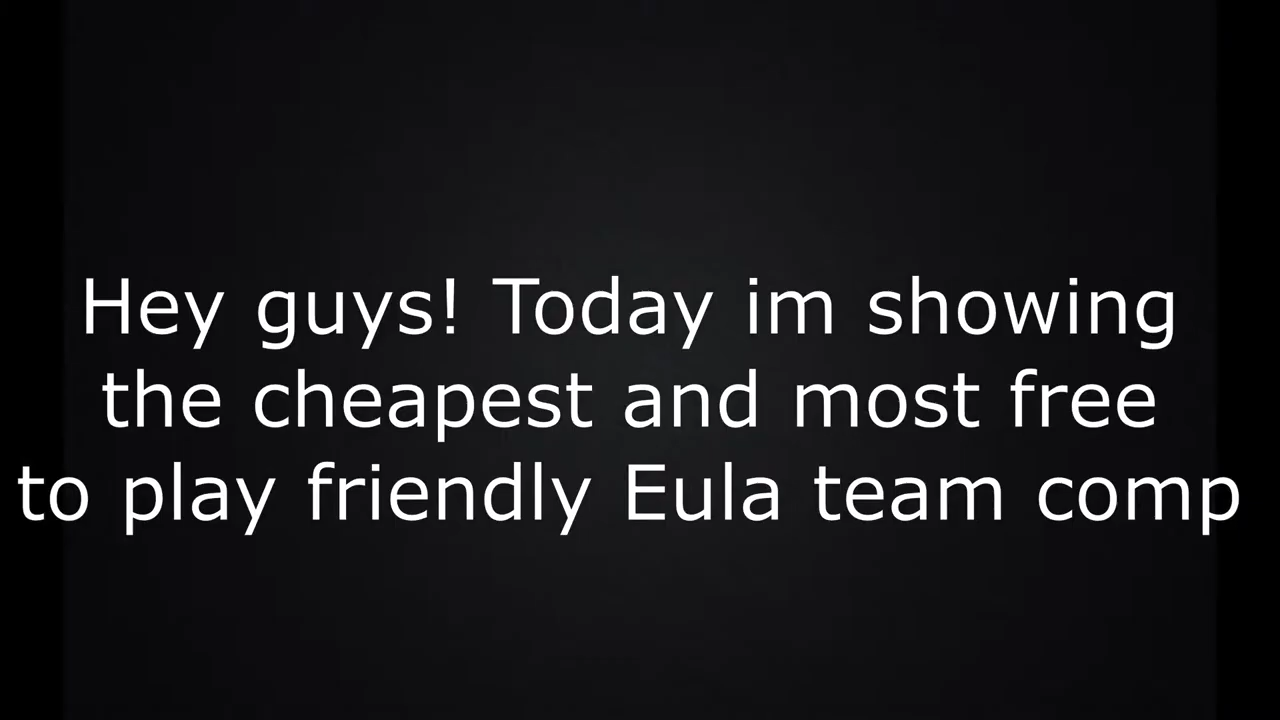 Hey guys! Today im showing
the cheapest and most free
to play friendly Eula team comp